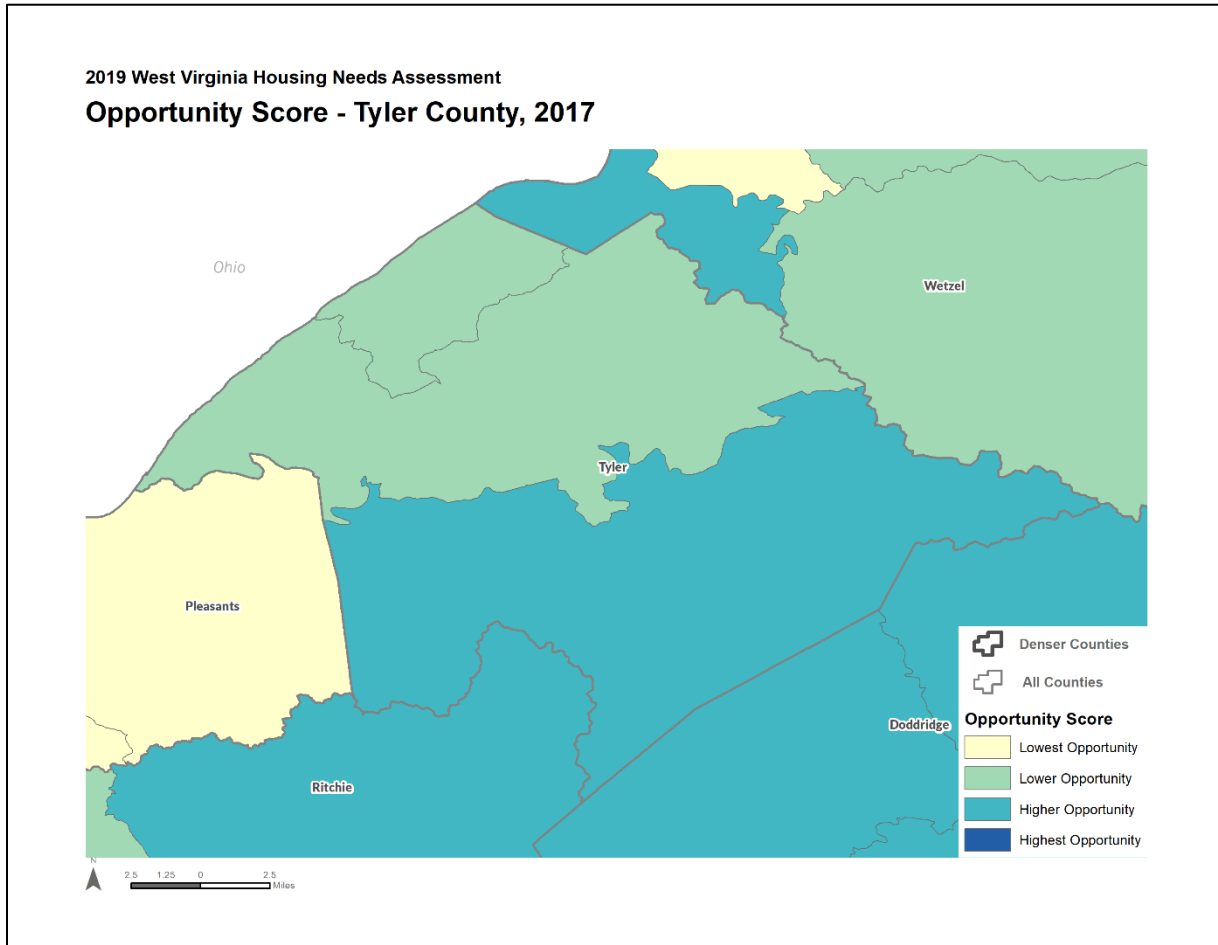 2019 West Virginia Housing Needs Assessment
Opportunity Score - Tyler County, 2017
Ohio
Wetzel
Tyler
Pleasants
Doddridge
Ritchie
Denser Counties
All Counties
Opportunity Score
Lowest Opportunity
Lower Opportunity
Higher Opportunity
Highest Opportunity
N
2.5 1.25 0 2.5
Miles